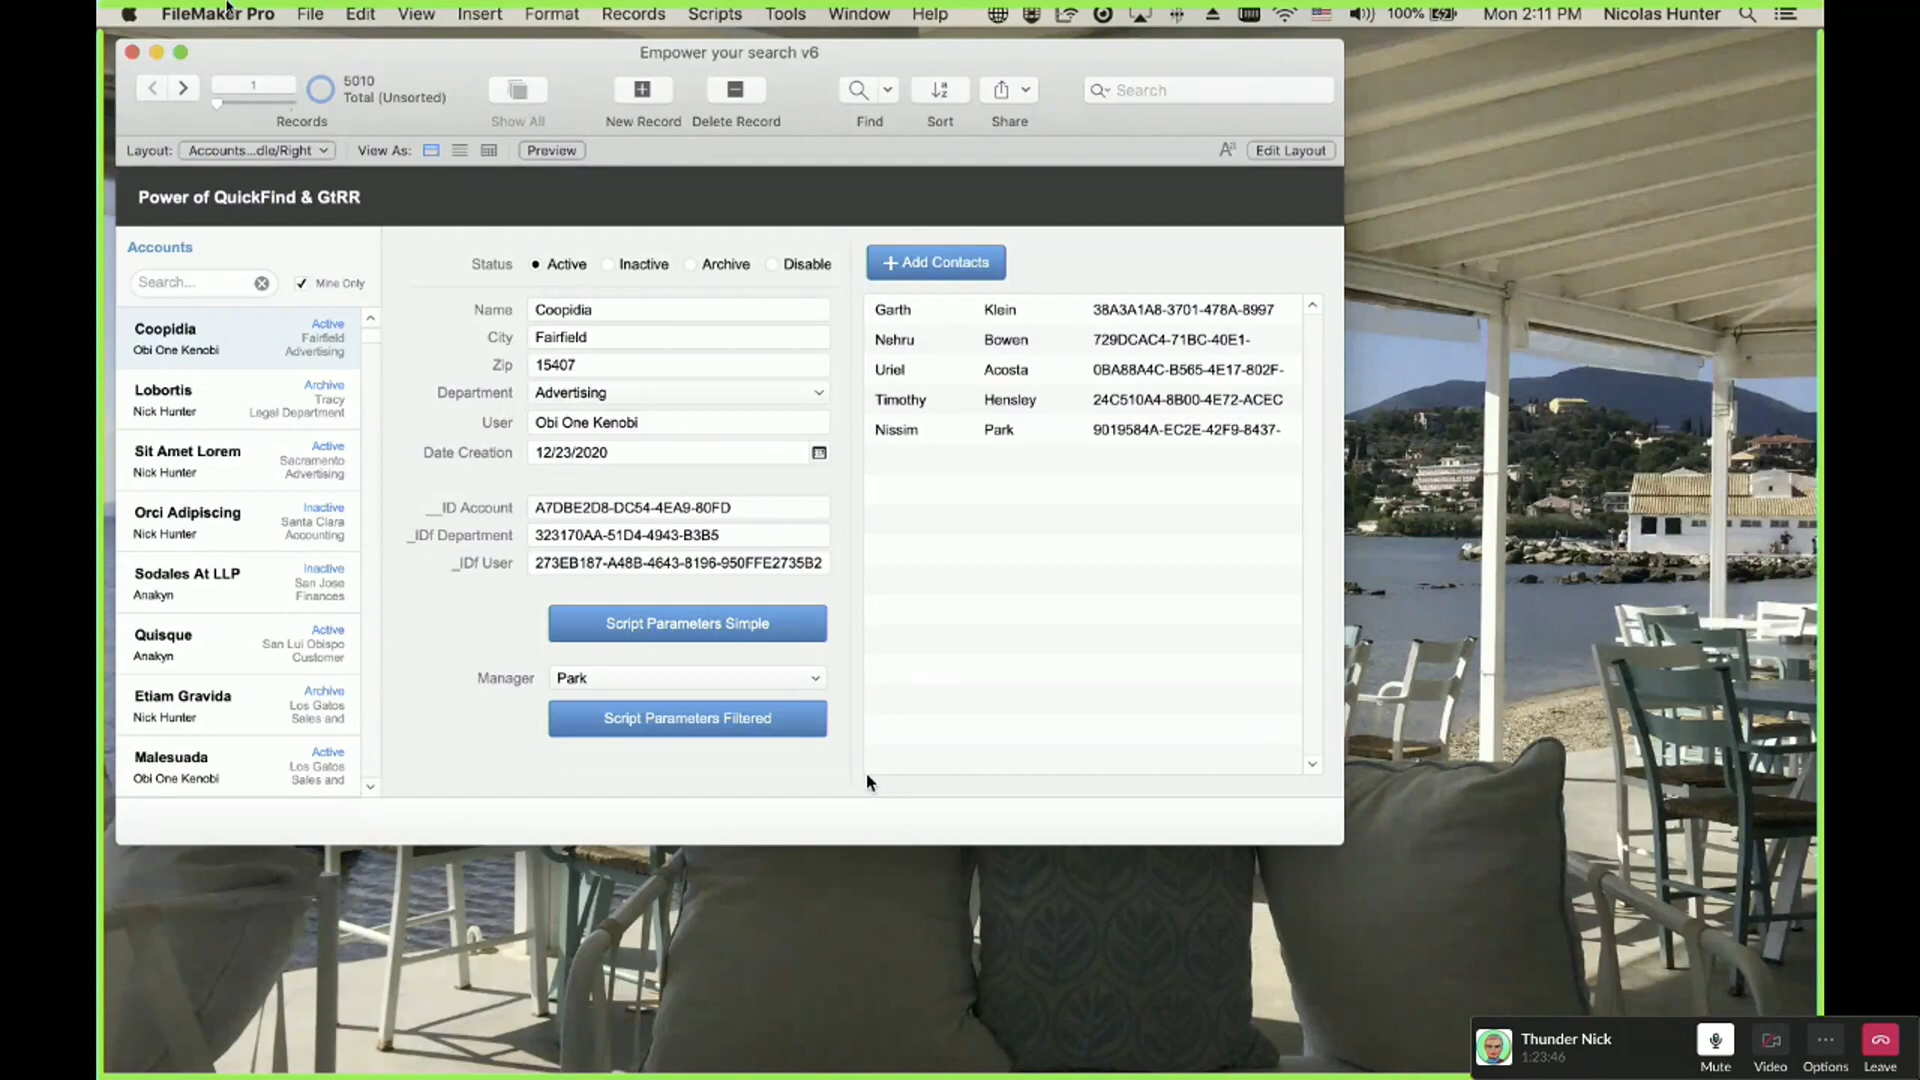 FileMaker Pro File Edit View Insert Format Records Scripts Tools Window Help 100% Mon 2:11 PM Nicolas Hunter
Empower your search v6
1
5010
Total (Unsorted)
Records
Show All
New Record
Delete Record
Find
Sort
Share
Search
Layout: Accounts...dle/Right View As: Preview Edit Layout
Power of QuickFind & GtRR
Accounts
Search...
Mine Only
Coopidia
Obi One Kenobi
Active
Fairfield
Advertising
Lobortis
Nick Hunter
Archive
Tracy
Legal Department
Sit Amet Lorem
Nick Hunter
Active
Sacramento
Advertising
Orci Adipiscing
Nick Hunter
Inactive
Santa Clara
Accounting
Sodales At LLP
Anakyn
Inactive
San Jose
Finances
Quisque
Anakyn
Active
San Lui Obispo
Customer
Etiam Gravida
Nick Hunter
Archive
Los Gatos
Sales and
Malesuada
Obi One Kenobi
Active
Los Gatos
Sales and
Status Active Inactive Archive Disable
Name Coopidia
City Fairfield
Zip 15407
Department Advertising
User Obi One Kenobi
Date Creation 12/23/2020
__ID Account A7DBE2D8-DC54-4EA9-80FD
_IDf Department 323170AA-51D4-4943-B3B5
_IDf User 273EB187-A48B-4643-8196-950FFE2735B2
Script Parameters Simple
Manager Park
Script Parameters Filtered
+ Add Contacts
Garth Klein 38A3A1A8-3701-478A-8997
Nehru Bowen 729DCAC4-71BC-40E1-
Uriel Acosta 0BA88A4C-B565-4E17-802F-
Timothy Hensley 24C510A4-8B00-4E72-ACEC
Nissim Park 9019584A-EC2E-42F9-8437-
Thunder Nick
1:23:46
Mute Video Options Leave